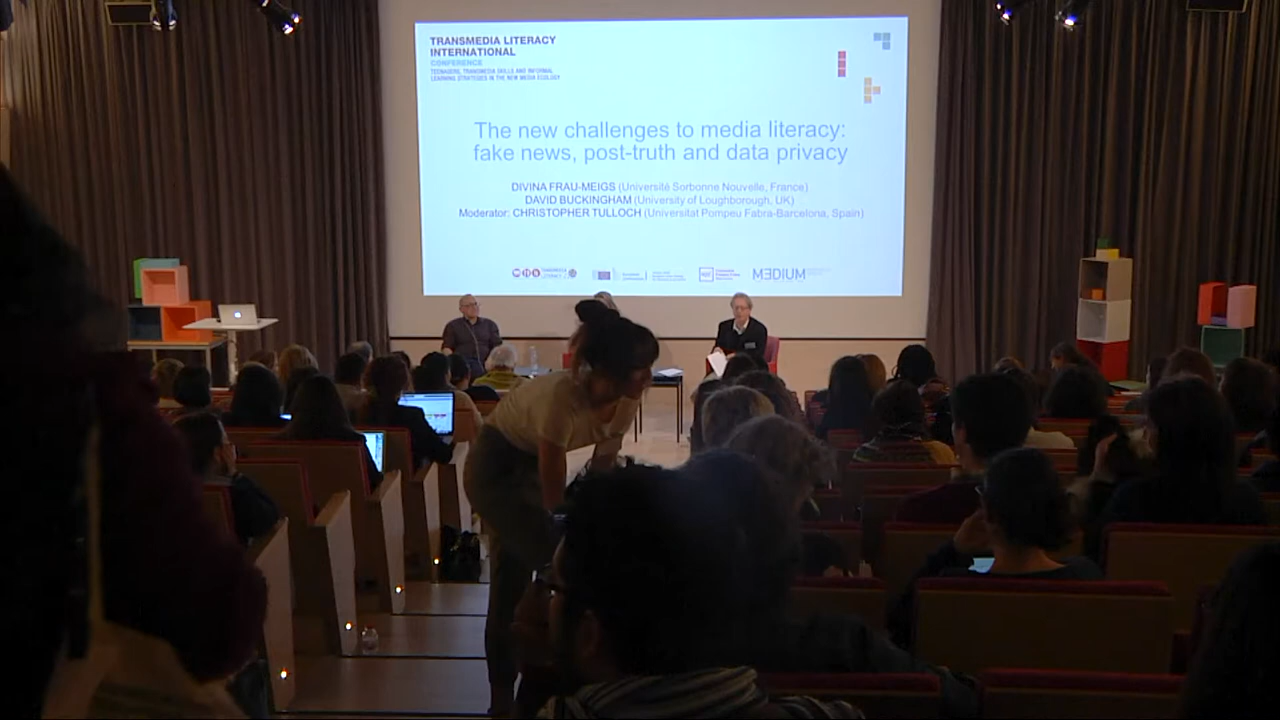 TRANSMEDIA LITERACY
INTERNATIONAL
CONFERENCE
TEENAGERS, TRANSMEDIA SKILLS AND INFORMAL
LEARNING STRATEGIES IN THE NEW MEDIA ECOLOGY
The new challenges to media literacy:
fake news, post-truth and data privacy
DIVINA FRAU-MEIGS (Université Sorbonne Nouvelle, France)
DAVID BUCKINGHAM (University of Loughborough, UK)
Moderator: CHRISTOPHER TULLOCH (Universitat Pompeu Fabra-Barcelona, Spain)
MEDIUM